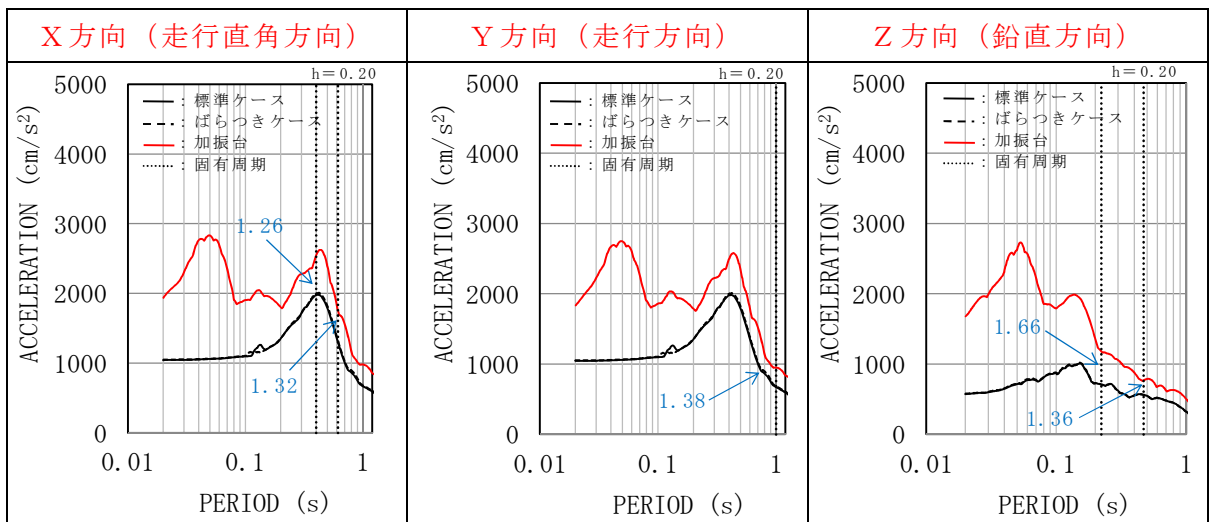 X方向（走行直角方向）
h＝0.20
5000
4000
3000
2000
1000
0
ACCELERATION (cm/s²)
：標準ケース
：ばらつきケース
：加振台
：固有周期
1.26
1.32
0.01
0.1
1
PERIOD (s)
Y方向（走行方向）
h＝0.20
5000
4000
3000
2000
1000
0
ACCELERATION (cm/s²)
：標準ケース
：ばらつきケース
：加振台
：固有周期
1.38
0.01
0.1
1
PERIOD (s)
Z方向（鉛直方向）
h＝0.20
5000
4000
3000
2000
1000
0
ACCELERATION (cm/s²)
：標準ケース
：ばらつきケース
：加振台
：固有周期
1.66
1.36
0.01
0.1
1
PERIOD (s)